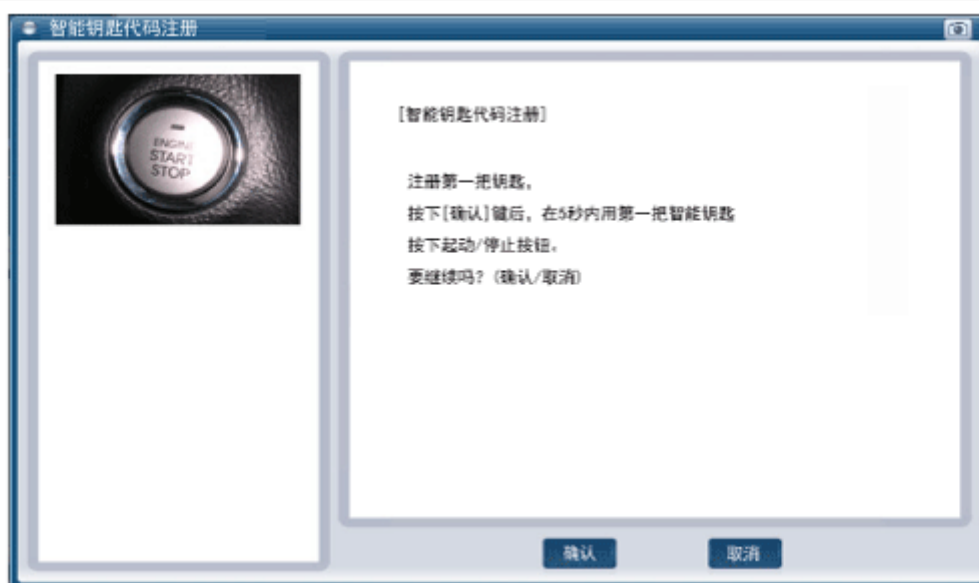 智能钥匙代码注册
ENGINE
START
STOP
[智能钥匙代码注册]
注册第一把钥匙,
按下[确认]键后, 在5秒内用第一把智能钥匙
按下起动/停止按钮.
要继续吗? (确认/取消)
确认
取消